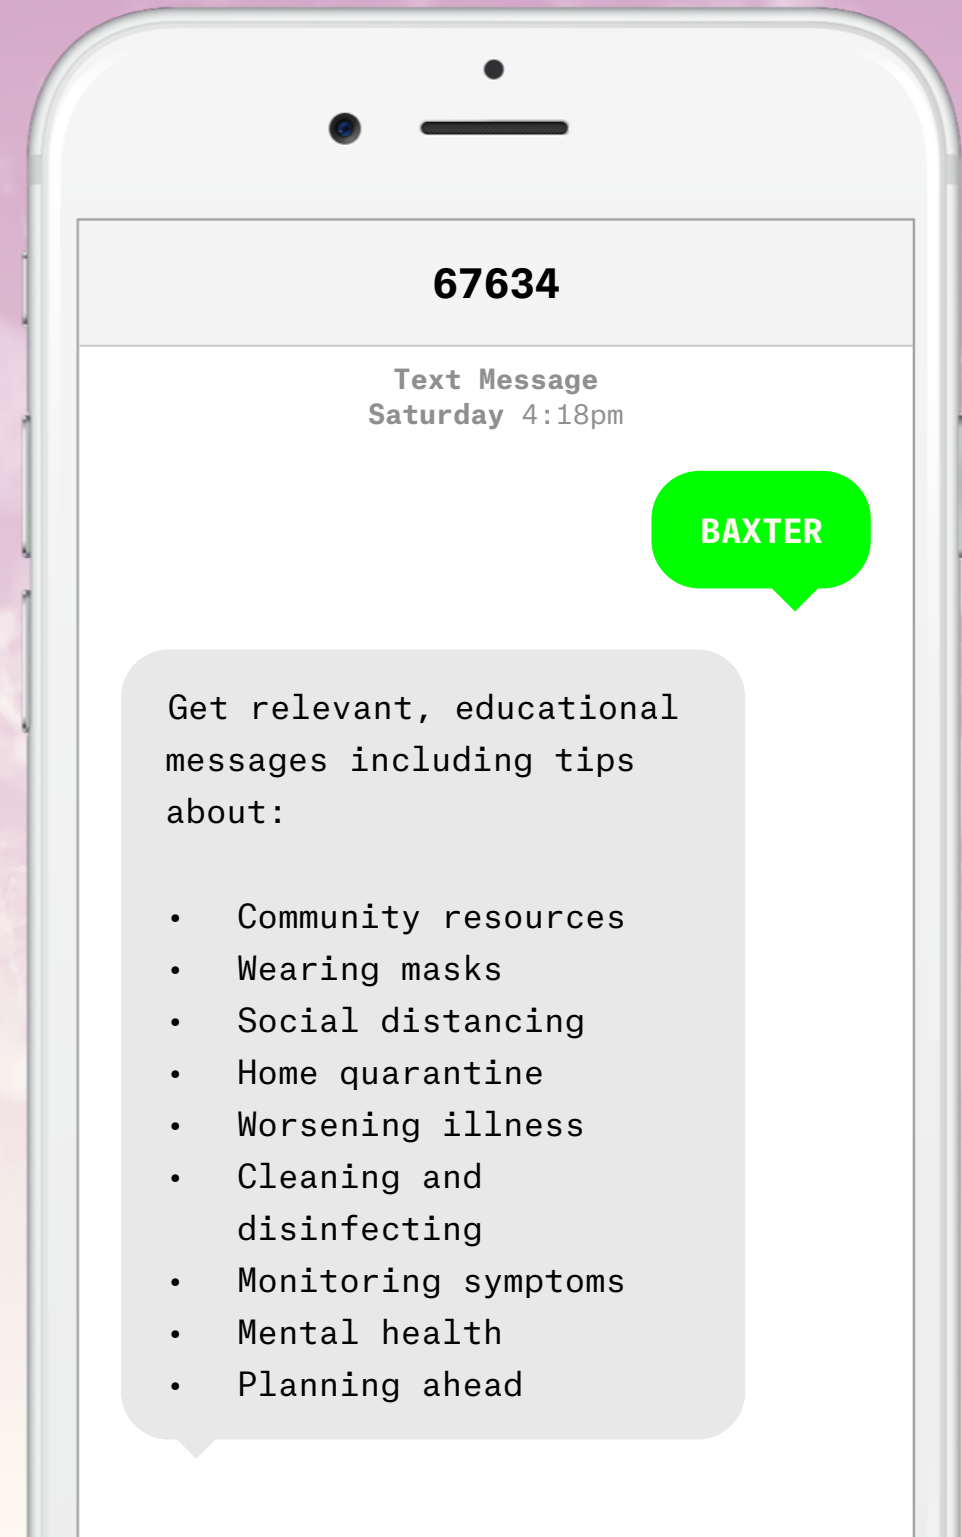 67634
Text Message
Saturday 4:18pm
BAXTER
Get relevant, educational
messages including tips
about:
• Community resources
• Wearing masks
• Social distancing
• Home quarantine
• Worsening illness
• Cleaning and
disinfecting
• Monitoring symptoms
• Mental health
• Planning ahead